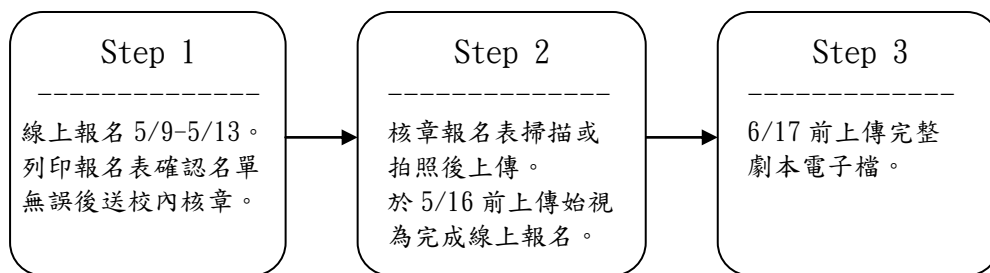 Step 1
--------------
線上報名 5/9-5/13。
列印報名表確認名單
無誤後送校內核章。
Step 2
--------------
核章報名表掃描或
拍照後上傳。
於 5/16 前上傳始視
為完成線上報名。
Step 3
-------------
6/17 前上傳完整
劇本電子檔。